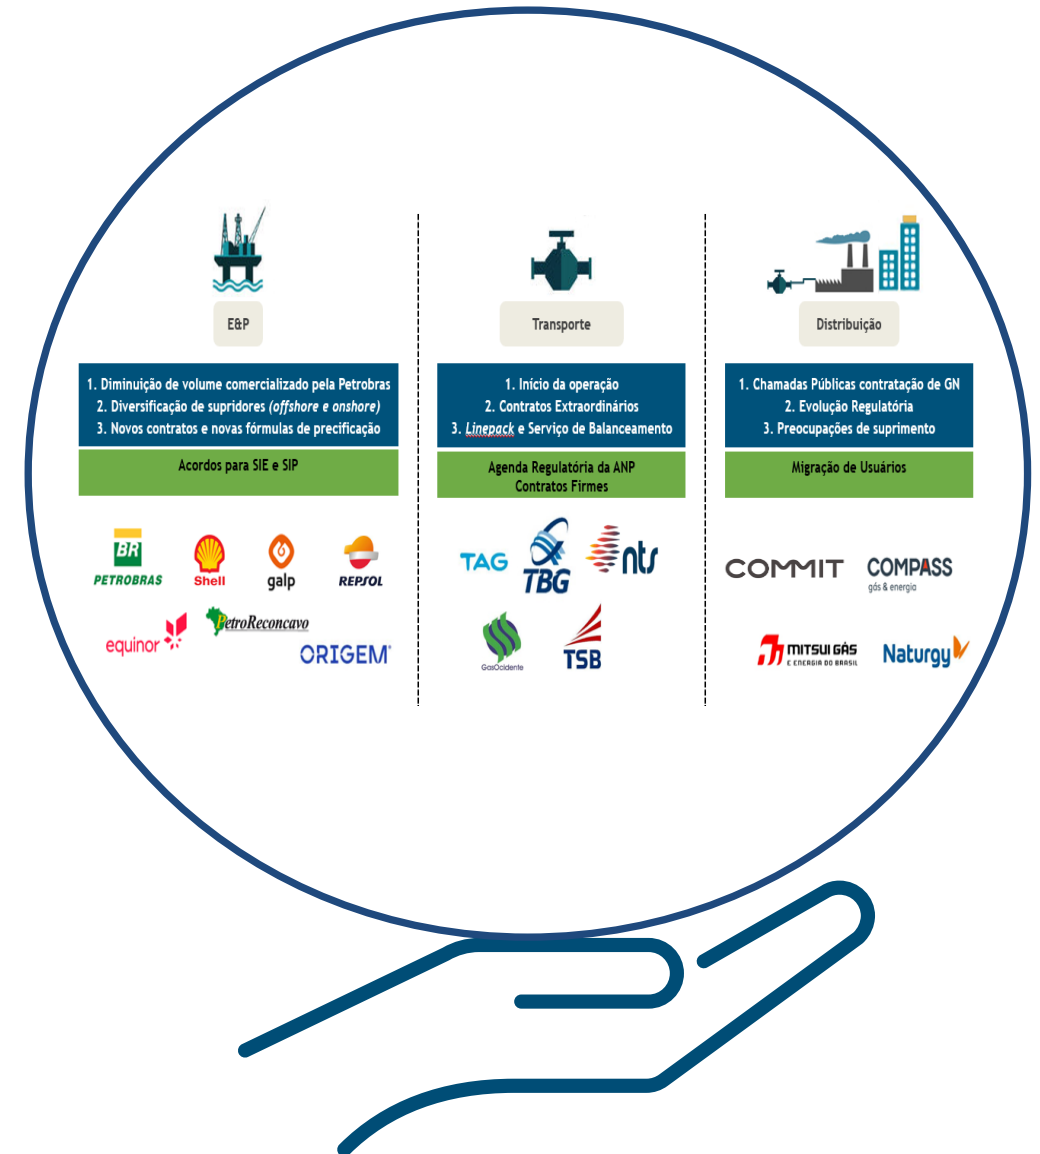 E&P
1. Diminuição de volume comercializado pela Petrobras
2. Diversificação de supridores (offshore e onshore)
3. Novos contratos e novas fórmulas de precificação
Acordos para SIE e SIP
BR
PETROBRAS
Shell
galp
REPSOL
equinor
PetroReconcavo
ORIGEM
Transporte
1. Início da operação
2. Contratos Extraordinários
3. Linepack e Serviço de Balanceamento
Agenda Regulatória da ANP
Contratos Firmes
TAG
TBG
nts
GasOcidente
TSB
Distribuição
1. Chamadas Públicas contratação de GN
2. Evolução Regulatória
3. Preocupações de suprimento
Migração de Usuários
COMMIT
COMPASS
gás & energia
MITSUI GÁS
E ENERGIA DO BRASIL
Naturgy